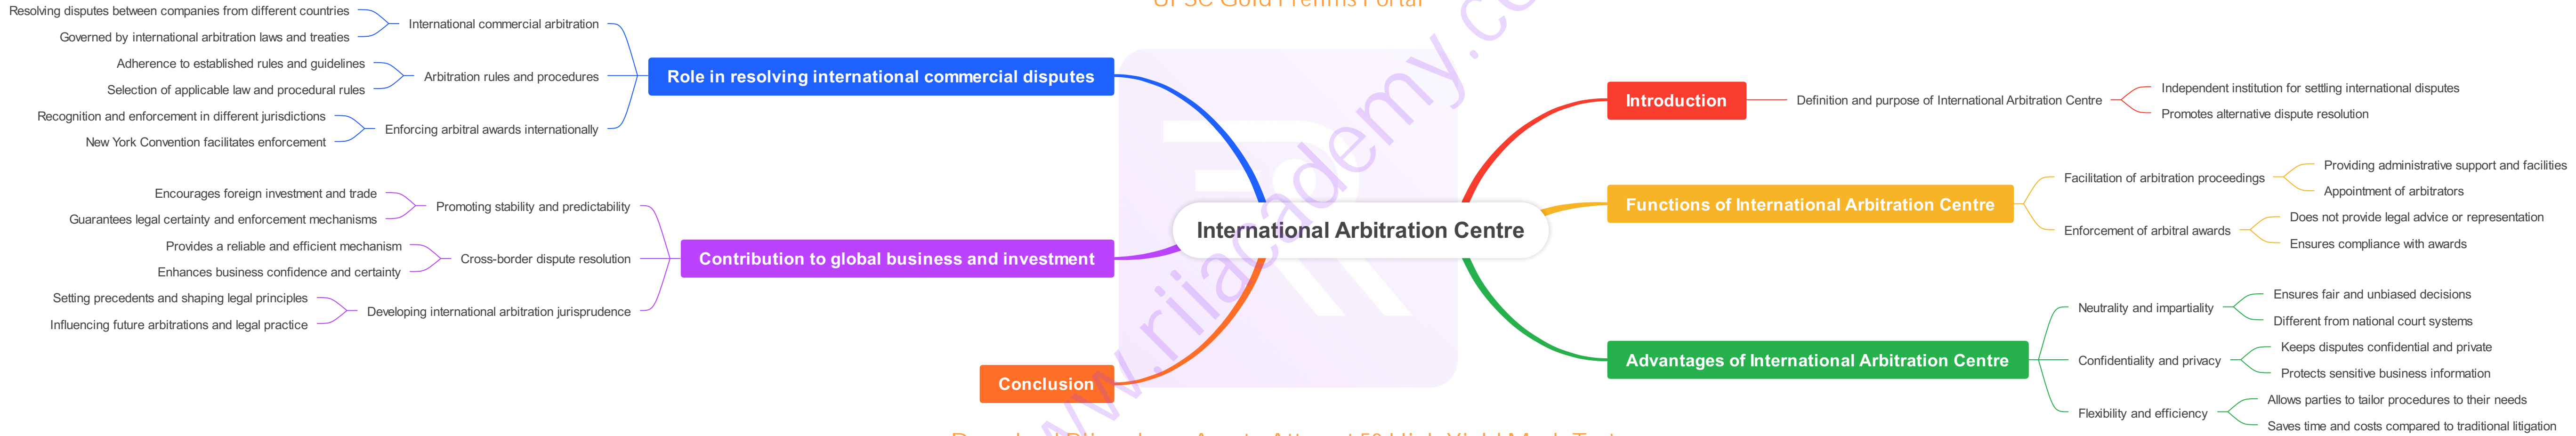 UPSC Gold Prelims Portal
International Arbitration Centre
Introduction
Definition and purpose of International Arbitration Centre
Independent institution for settling international disputes
Promotes alternative dispute resolution
Functions of International Arbitration Centre
Facilitation of arbitration proceedings
Providing administrative support and facilities
Appointment of arbitrators
Enforcement of arbitral awards
Does not provide legal advice or representation
Ensures compliance with awards
Advantages of International Arbitration Centre
Neutrality and impartiality
Ensures fair and unbiased decisions
Different from national court systems
Confidentiality and privacy
Keeps disputes confidential and private
Protects sensitive business information
Flexibility and efficiency
Allows parties to tailor procedures to their needs
Saves time and costs compared to traditional litigation
Role in resolving international commercial disputes
International commercial arbitration
Resolving disputes between companies from different countries
Governed by international arbitration laws and treaties
Arbitration rules and procedures
Adherence to established rules and guidelines
Selection of applicable law and procedural rules
Enforcing arbitral awards internationally
Recognition and enforcement in different jurisdictions
New York Convention facilitates enforcement
Contribution to global business and investment
Promoting stability and predictability
Encourages foreign investment and trade
Guarantees legal certainty and enforcement mechanisms
Cross-border dispute resolution
Provides a reliable and efficient mechanism
Enhances business confidence and certainty
Developing international arbitration jurisprudence
Setting precedents and shaping legal principles
Influencing future arbitrations and legal practice
Conclusion